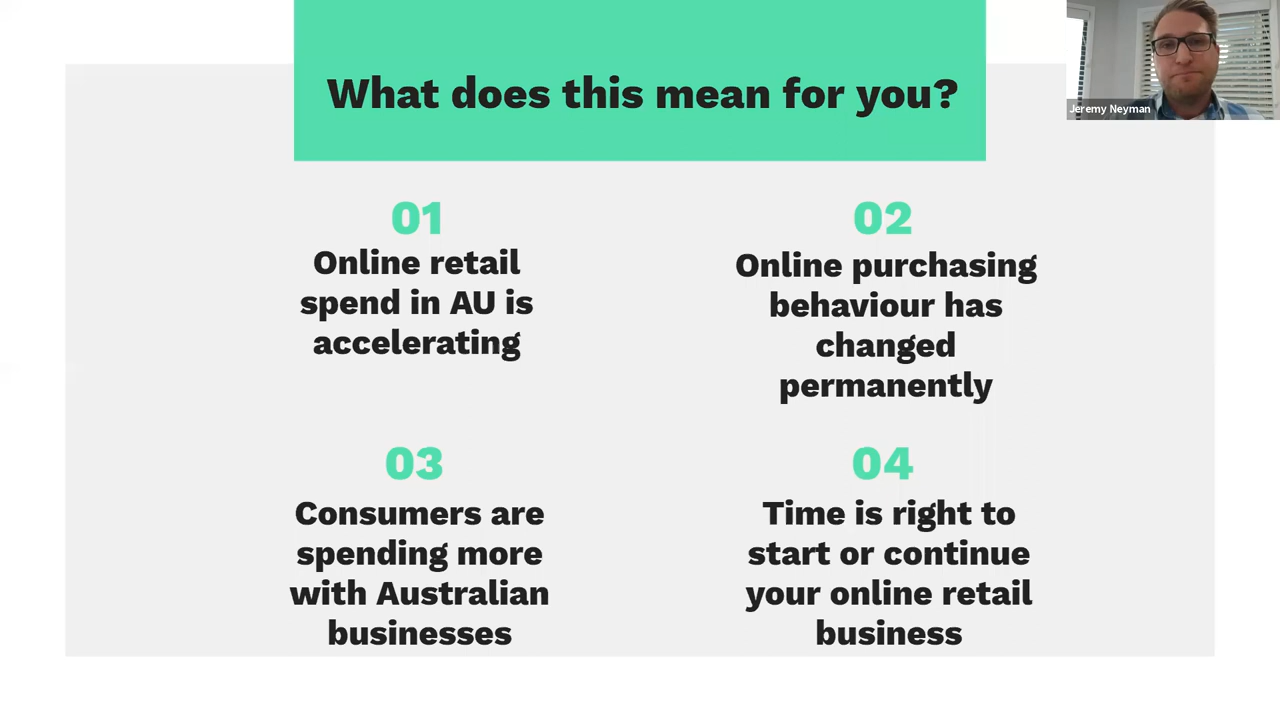 What does this mean for you?
Jeremy Neyman
01
Online retail
spend in AU is
accelerating
02
Online purchasing
behaviour has
changed
permanently
03
Consumers are
spending more
with Australian
businesses
04
Time is right to
start or continue
your online retail
business